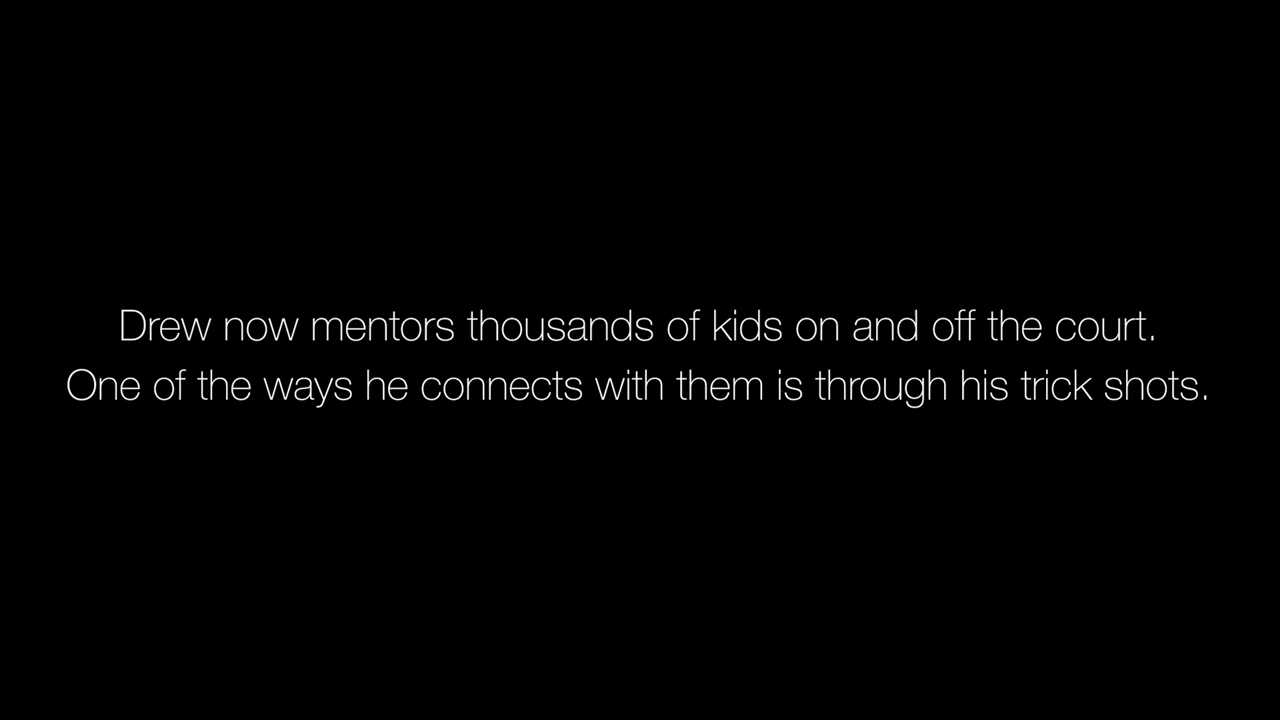 Drew now mentors thousands of kids on and off the court.
One of the ways he connects with them is through his trick shots.